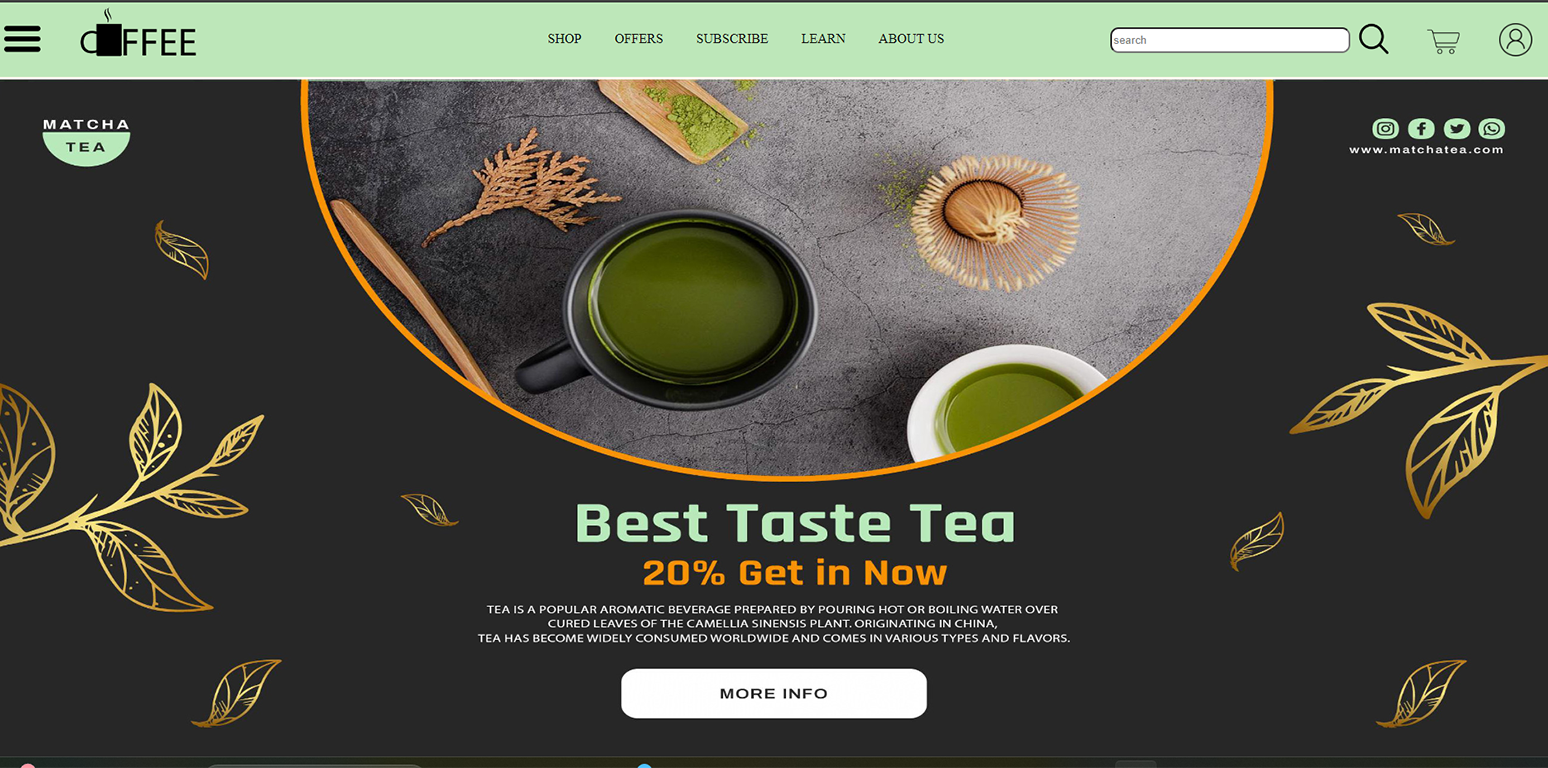 COFFEE
SHOP OFFERS SUBSCRIBE LEARN ABOUT US
search
MATCHA
TEA
www.matchatea.com
Best Taste Tea
20% Get in Now
TEA IS A POPULAR AROMATIC BEVERAGE PREPARED BY POURING HOT OR BOILING WATER OVER
CURED LEAVES OF THE CAMELLIA SINENSIS PLANT. ORIGINATING IN CHINA,
TEA HAS BECOME WIDELY CONSUMED WORLDWIDE AND COMES IN VARIOUS TYPES AND FLAVORS.
MORE INFO